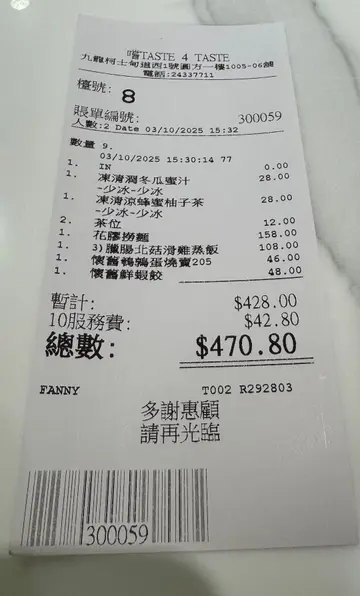 嚐TASTE 4 TASTE
九龍柯士甸道西1號圓方一樓1005-06舖
電話:24337711
檯號: 8
賬單編號: 300059
人數:2 Date 03/10/2025 15:32
數量 9.
03/10/2025 15:30:14 77
1. IN 0.00
1. 凍清潤冬瓜蜜汁 28.00
-少冰-少冰
1. 凍清涼蜂蜜柚子茶 28.00
-少冰-少冰
2. 茶位 12.00
1. 花膠撈麵 158.00
1. 3)臘腸北菇滑雞蒸飯 108.00
1. 懷舊鵪鶉蛋燒賣205 46.00
1. 懷舊鮮蝦餃 48.00
暫計: $428.00
10服務費: $42.80
總數: $470.80
FANNY T002 R292803
多謝惠顧
請再光臨
300059